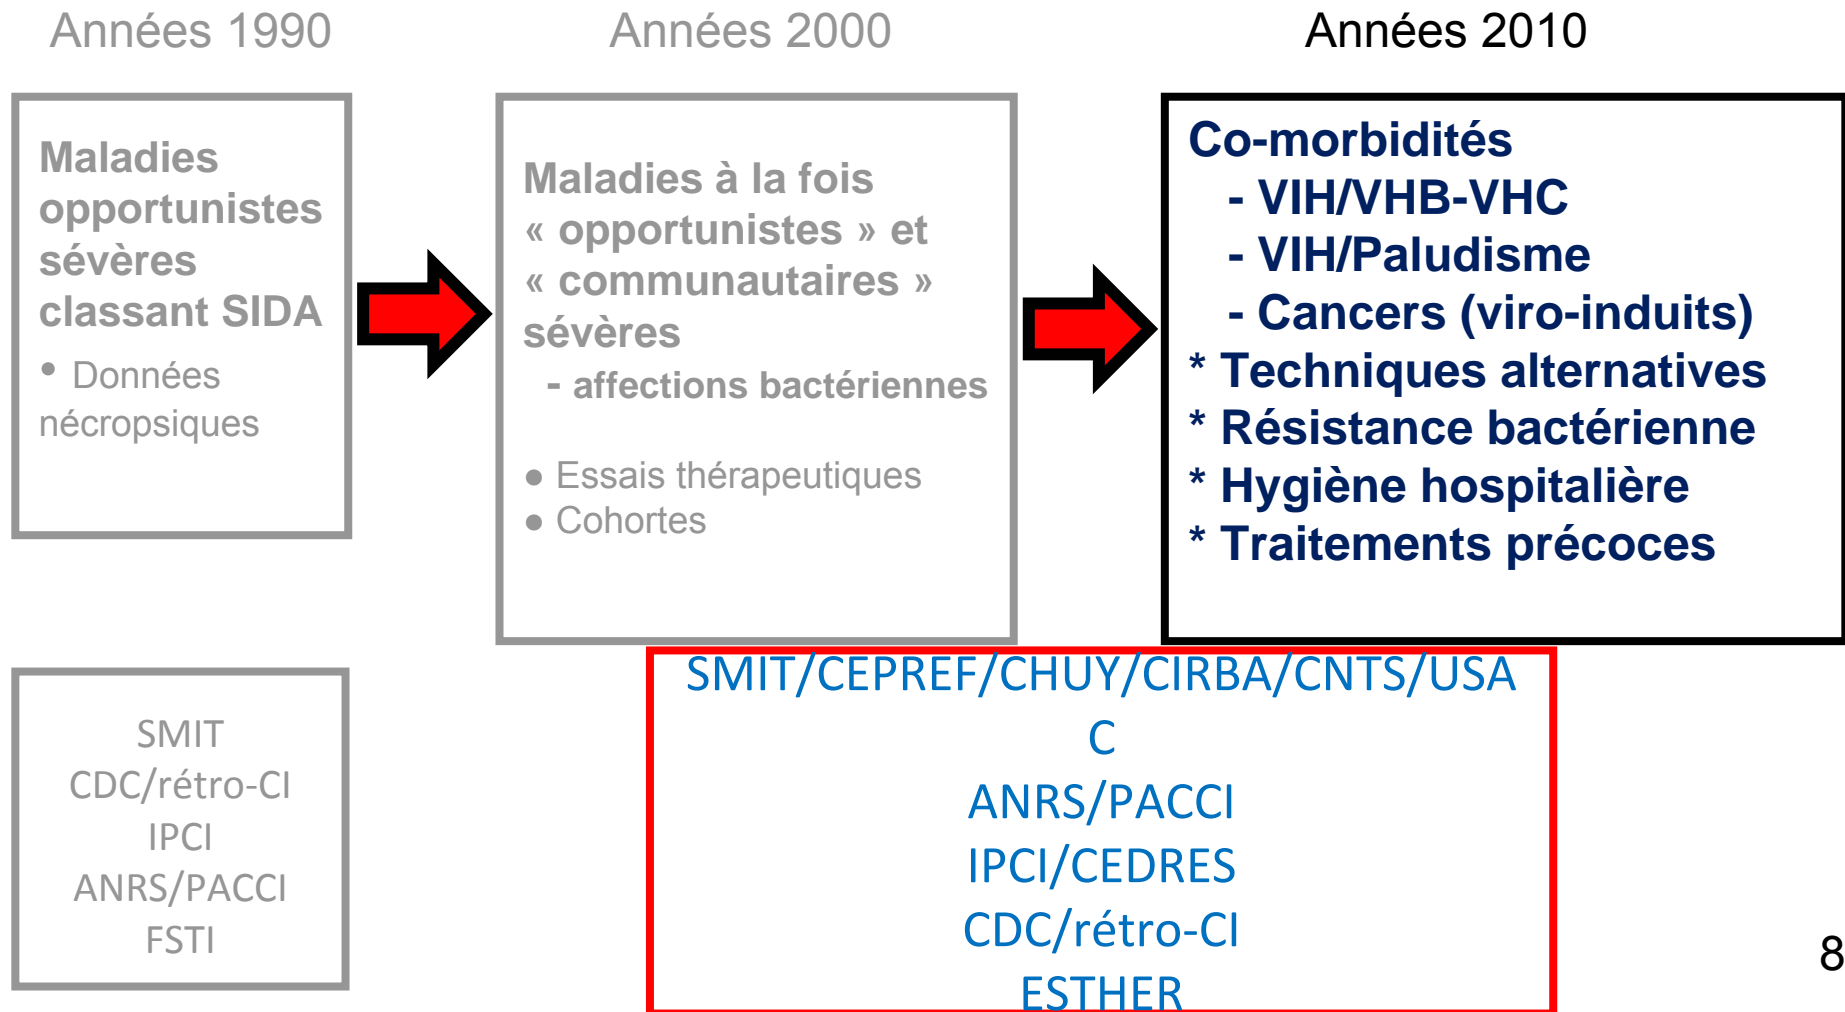 Années 1990
Années 2000
Années 2010
Maladies
opportunistes
sévères
classant SIDA
• Données
nécropsiques
Maladies à la fois
« opportunistes » et
« communautaires »
sévères
- affections bactériennes
● Essais thérapeutiques
● Cohortes
Co-morbidités
- VIH/VHB-VHC
- VIH/Paludisme
- Cancers (viro-induits)
* Techniques alternatives
* Résistance bactérienne
* Hygiène hospitalière
* Traitements précoces
SMIT
CDC/rétro-CI
IPCI
ANRS/PACCI
FSTI
SMIT/CEPREF/CHUY/CIRBA/CNTS/USA
C
ANRS/PACCI
IPCI/CEDRES
CDC/rétro-CI
ESTHER
8